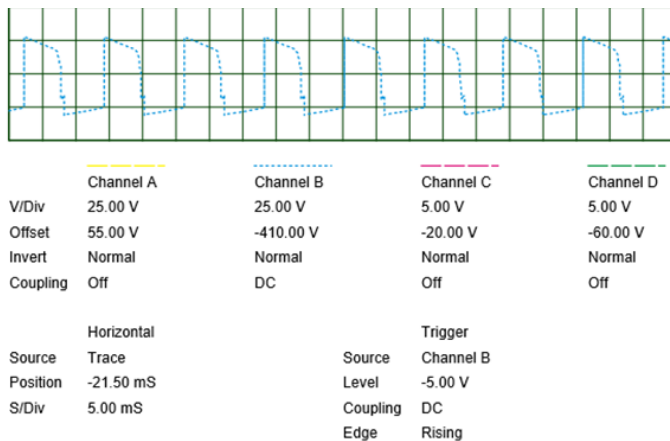 Channel A Channel B Channel C Channel D
V/Div 25.00 V 25.00 V 5.00 V 5.00 V
Offset 55.00 V -410.00 V -20.00 V -60.00 V
Invert Normal Normal Normal Normal
Coupling Off DC Off Off
Horizontal Trigger
Source Trace Source Channel B
Position -21.50 mS Level -5.00 V
S/Div 5.00 mS Coupling DC
Edge Rising